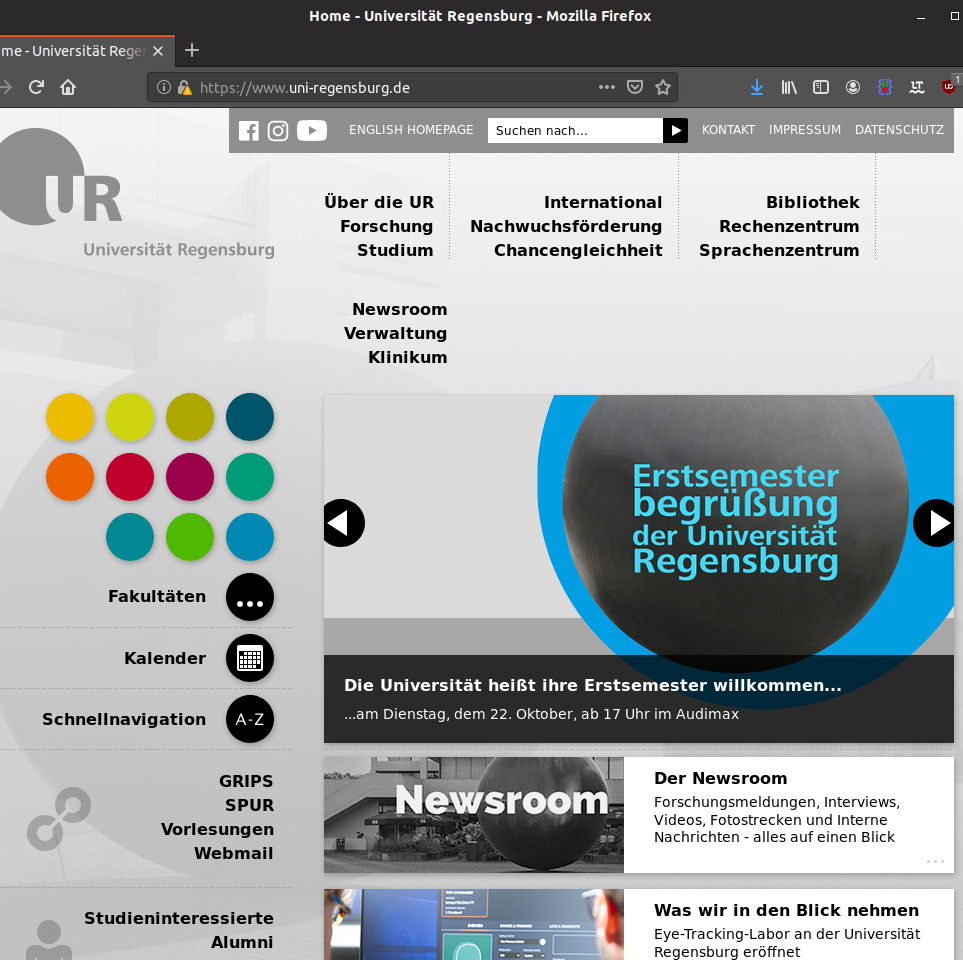 Home - Universität Regensburg - Mozilla Firefox
me - Universität Regen
https://www.uni-regensburg.de
1
ENGLISH HOMEPAGE
Suchen nach...
KONTAKT
IMPRESSUM
DATENSCHUTZ
UR
Universität Regensburg
Über die UR
Forschung
Studium
International
Nachwuchsförderung
Chancengleichheit
Bibliothek
Rechenzentrum
Sprachenzentrum
Newsroom
Verwaltung
Klinikum
Fakultäten
Kalender
Schnellnavigation
A-Z
GRIPS
SPUR
Vorlesungen
Webmail
Studieninteressierte
Alumni
Erstsemester
begrüßung
der Universität
Regensburg
Die Universität heißt ihre Erstsemester willkommen...
...am Dienstag, dem 22. Oktober, ab 17 Uhr im Audimax
Newsroom
Der Newsroom
Forschungsmeldungen, Interviews,
Videos, Fotostrecken und Interne
Nachrichten - alles auf einen Blick
Was wir in den Blick nehmen
Eye-Tracking-Labor an der Universität
Regensburg eröffnet